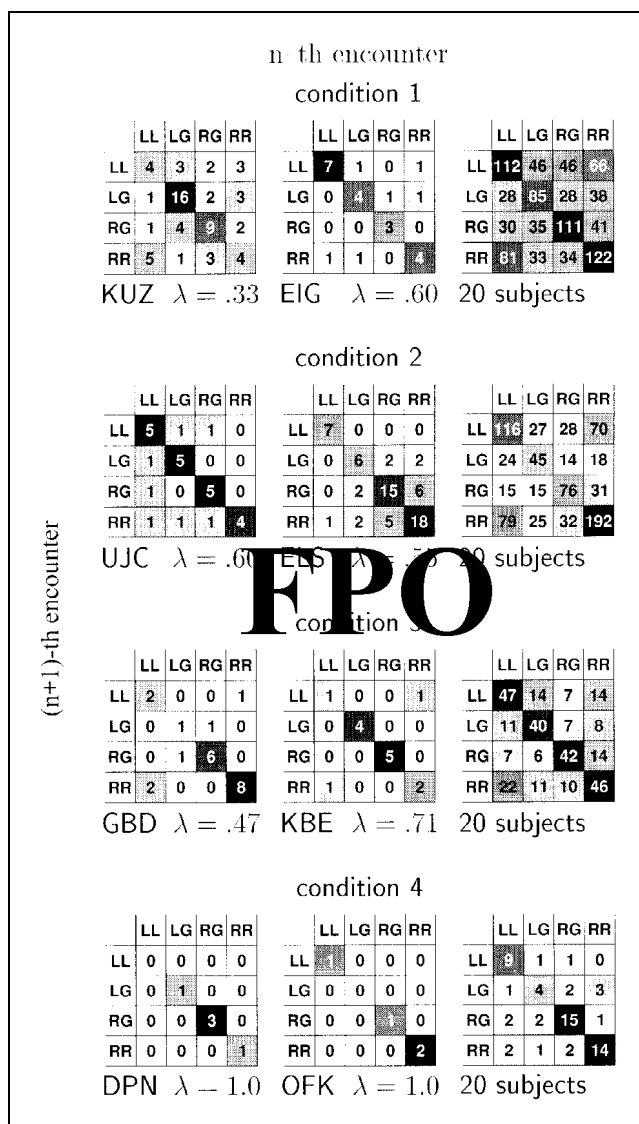 n-th encounter
condition 1
LL LG RG RR LL LG RG RR LL LG RG RR
LL 4 3 2 3 LL 7 1 0 1 LL 112 46 46 66
LG 1 16 2 3 LG 0 4 1 1 LG 28 85 28 38
RG 1 4 9 2 RG 0 0 3 0 RG 30 35 111 41
RR 5 1 3 4 RR 1 1 0 4 RR 81 33 34 122
KUZ λ = .33 EIG λ = .60 20 subjects
condition 2
LL LG RG RR LL LG RG RR LL LG RG RR
LL 5 1 1 0 LL 7 0 0 0 LL 116 27 28 70
LG 1 5 0 0 LG 0 6 2 2 LG 24 45 14 18
RG 1 0 5 0 RG 0 2 15 6 RG 15 15 76 31
RR 1 1 1 4 RR 1 2 5 18 RR 79 25 32 192
UJC λ = ELS λ = 20 subjects
FPO
condition
(n+1)-th encounter
LL LG RG RR LL LG RG RR LL LG RG RR
LL 2 0 0 1 LL 1 0 0 1 LL 47 14 7 14
LG 0 1 1 0 LG 0 4 0 0 LG 11 40 7 8
RG 0 1 6 0 RG 0 0 5 0 RG 7 6 42 14
RR 2 0 0 8 RR 1 0 0 2 RR 22 11 10 46
GBD λ = .47 KBE λ = .71 20 subjects
condition 4
LL LG RG RR LL LG RG RR LL LG RG RR
LL 0 0 0 0 LL 1 0 0 0 LL 9 1 1 0
LG 0 1 0 0 LG 0 0 0 0 LG 1 4 2 3
RG 0 0 3 0 RG 0 0 1 0 RG 2 2 15 1
RR 0 0 0 1 RR 0 0 0 2 RR 2 1 2 14
DPN λ = 1.0 OFK λ = 1.0 20 subjects